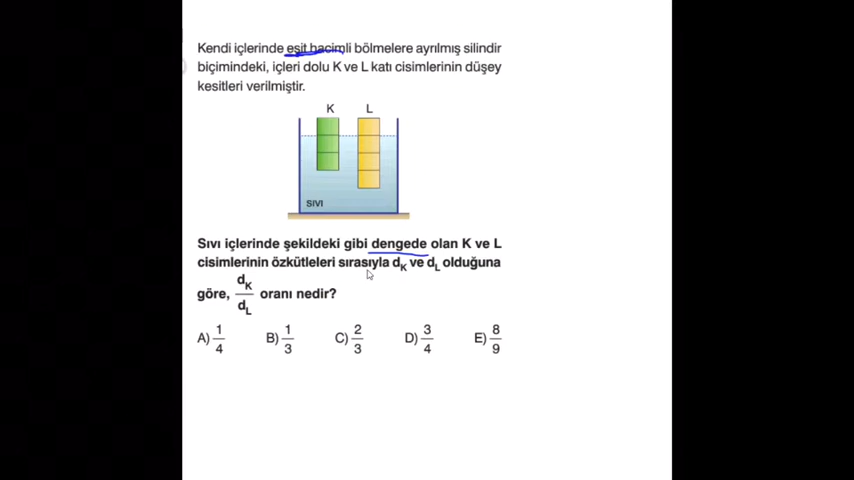 Kendi içlerinde eşit hacimli bölmelere ayrılmış silindir
biçimindeki, içleri dolu K ve L katı cisimlerinin düşey
kesitleri verilmiştir.
K L
SIVI
Sıvı içlerinde şekildeki gibi dengede olan K ve L
cisimlerinin özkütleleri sırasıyla dK ve dL olduğuna
göre, dK/dL oranı nedir?
A) 1/4 B) 1/3 C) 2/3 D) 3/4 E) 8/9